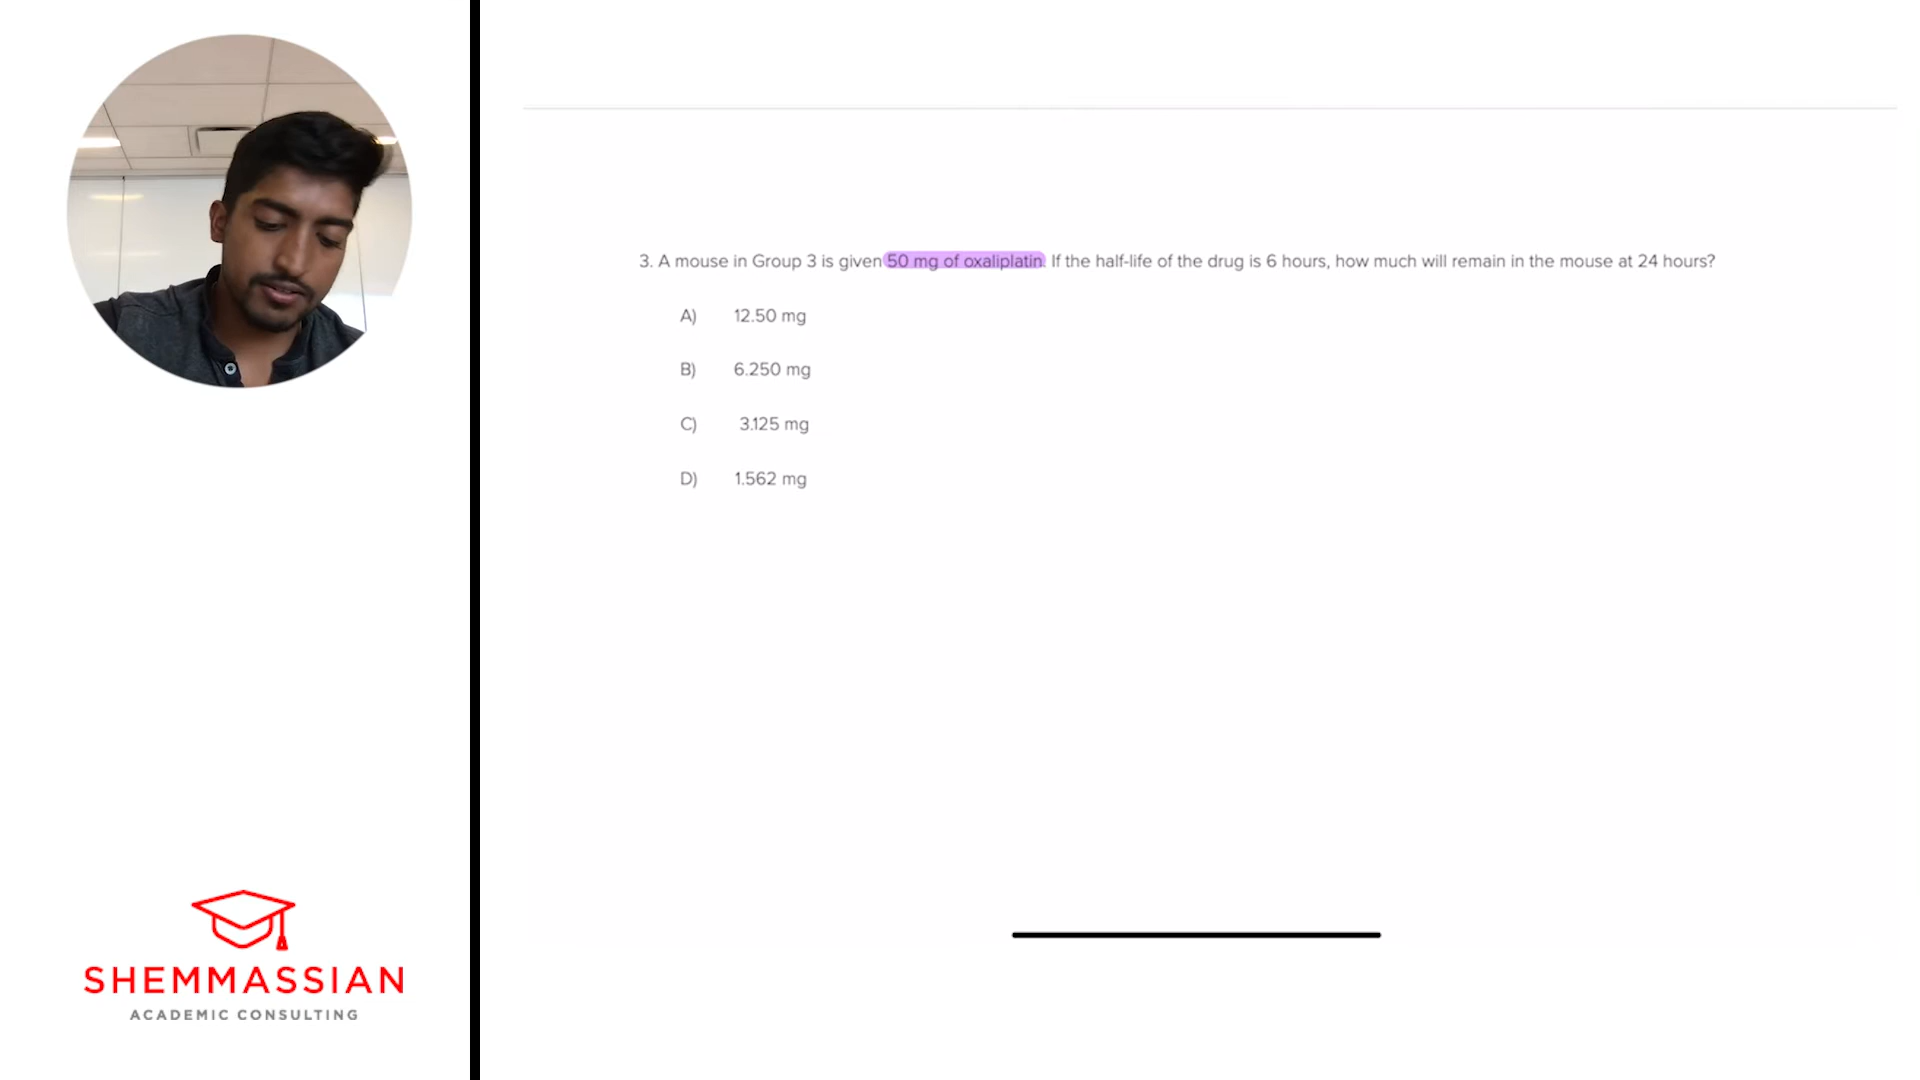 3. A mouse in Group 3 is given 50 mg of oxaliplatin. If the half-life of the drug is 6 hours, how much will remain in the mouse at 24 hours?
A) 12.50 mg
B) 6.250 mg
C) 3.125 mg
D) 1.562 mg
SHEMMASSIAN
ACADEMIC CONSULTING